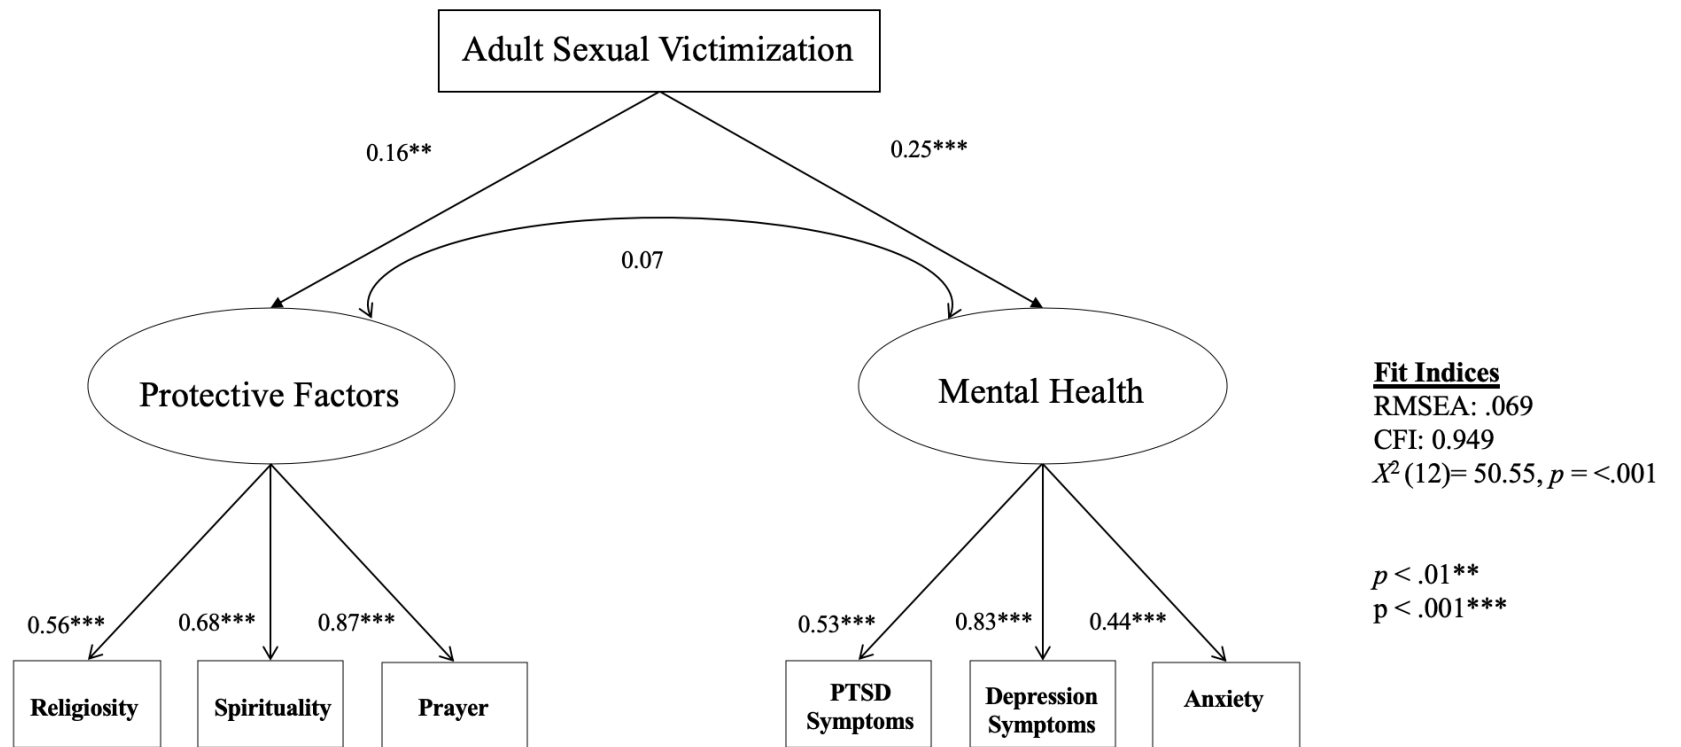 Adult Sexual Victimization
0.16**
0.25***
0.07
Protective Factors
Mental Health
Fit Indices
RMSEA: .069
CFI: 0.949
X² (12)= 50.55, p = <.001
p < .01**
p < .001***
0.56***
0.68***
0.87***
0.53***
0.83***
0.44***
Religiosity
Spirituality
Prayer
PTSD
Symptoms
Depression
Symptoms
Anxiety